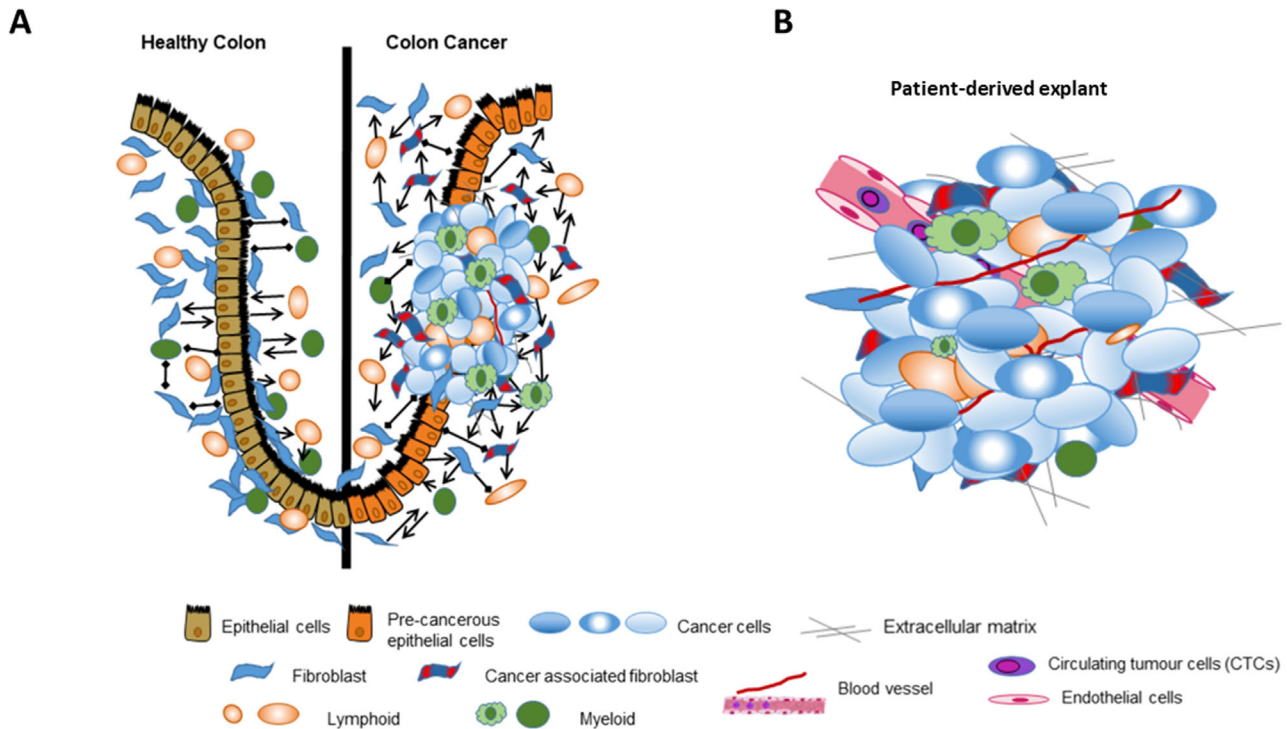 A
B
Healthy Colon
Colon Cancer
Patient-derived explant
Epithelial cells
Pre-cancerous
epithelial cells
Cancer cells
Extracellular matrix
Fibroblast
Cancer associated fibroblast
Blood vessel
Circulating tumour cells (CTCs)
Endothelial cells
Lymphoid
Myeloid